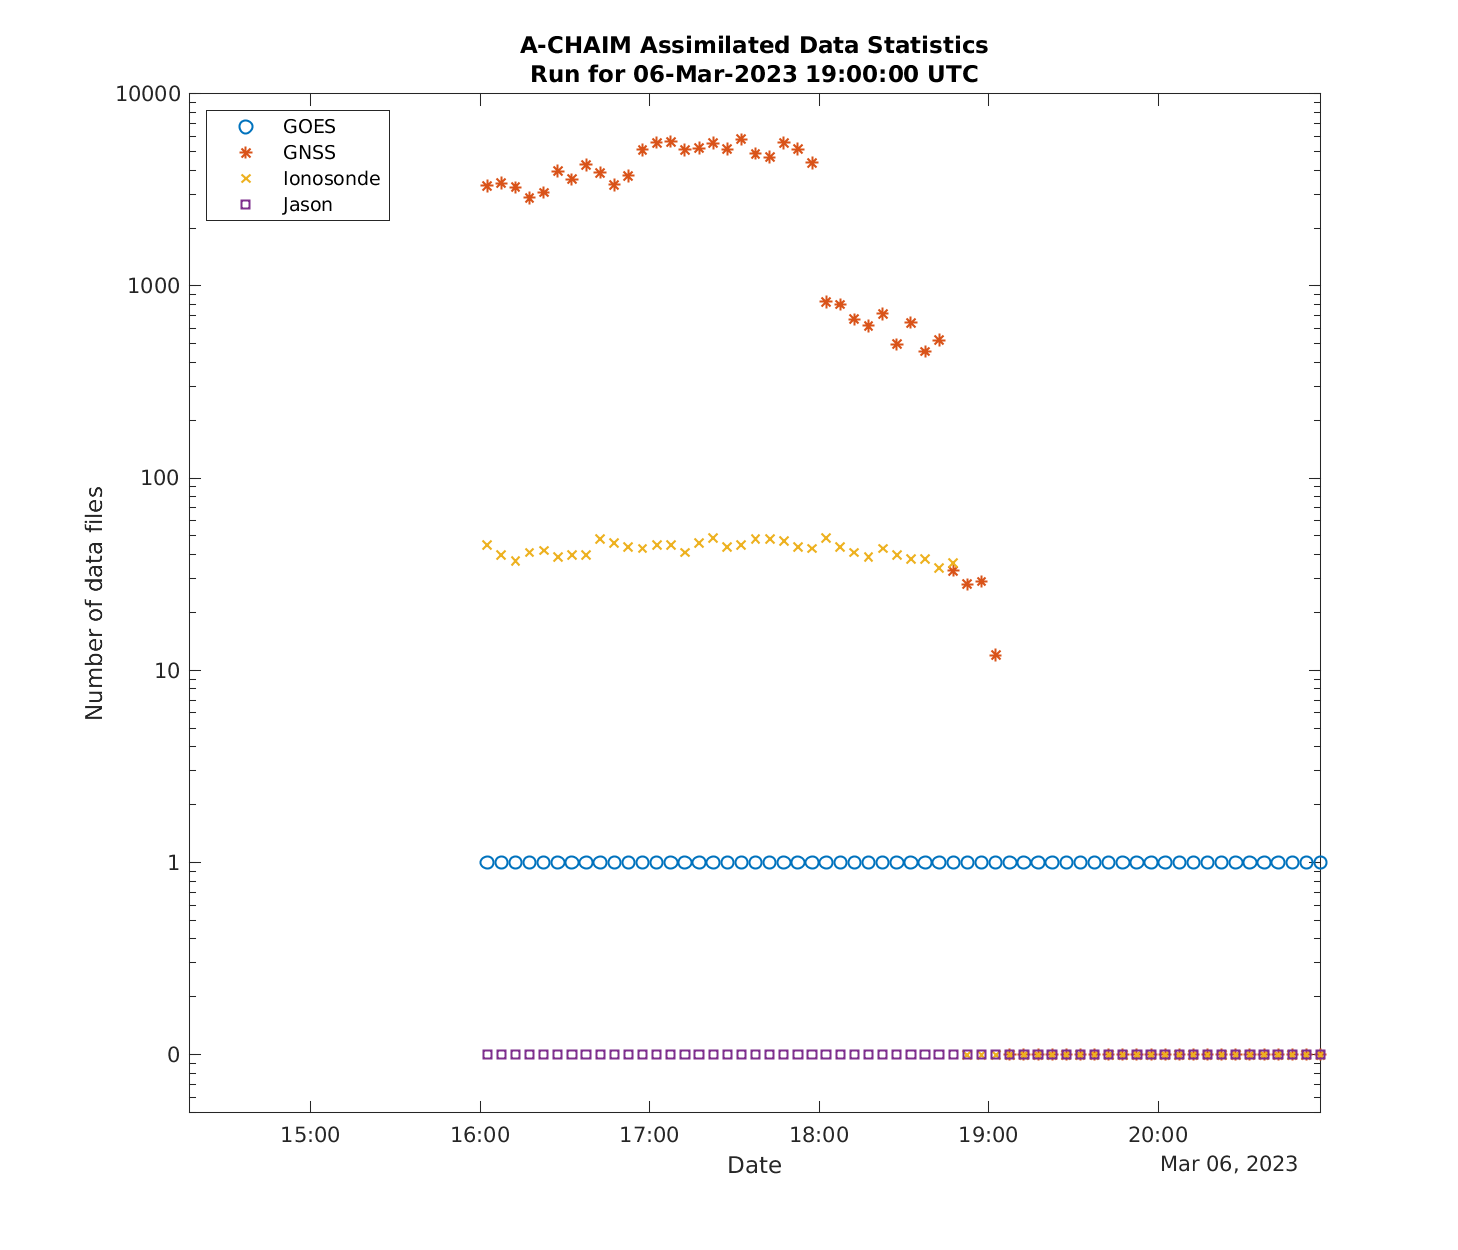 A-CHAIM Assimilated Data Statistics
Run for 06-Mar-2023 19:00:00 UTC
GOES
GNSS
Ionosonde
Jason
10000
1000
100
10
1
0
Number of data files
15:00
16:00
17:00
18:00
19:00
20:00
Date
Mar 06, 2023